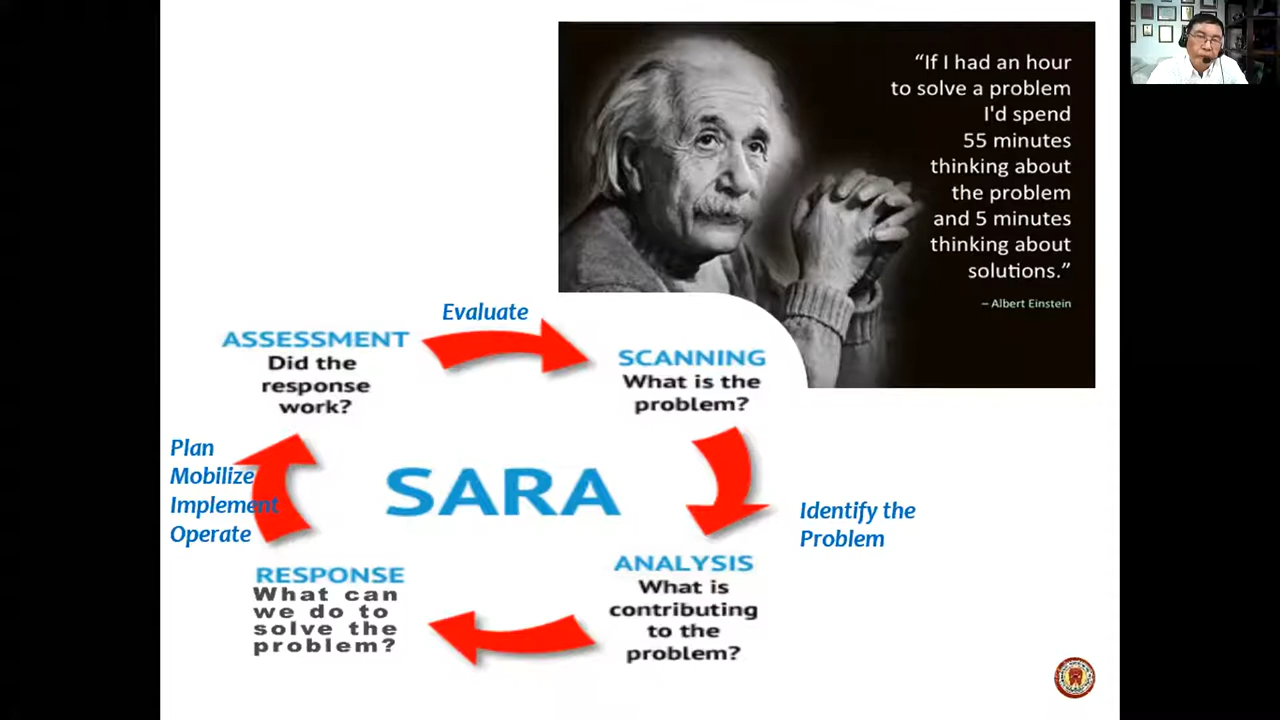 “If I had an hour
to solve a problem
I'd spend
55 minutes
thinking about
the problem
and 5 minutes
thinking about
solutions.”
– Albert Einstein
Evaluate
ASSESSMENT
Did the
response
work?
SCANNING
What is the
problem?
Plan
Mobilize
Implement
Operate
SARA
Identify the
Problem
ANALYSIS
What is
contributing
to the
problem?
RESPONSE
What can
we do to
solve the
problem?